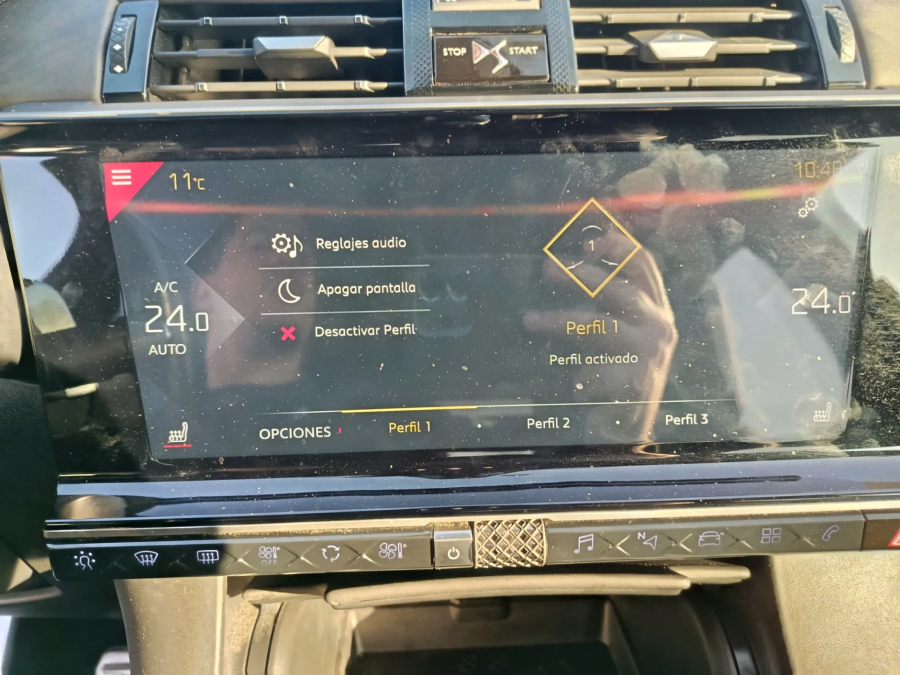 STOP START
11°C
10:46
Reglajes audio
1
Apagar pantalla
A/C
24.0
24.0
AUTO
Desactivar Perfil
Perfil 1
Perfil activado
OPCIONES
Perfil 1
Perfil 2
Perfil 3
OFF
N